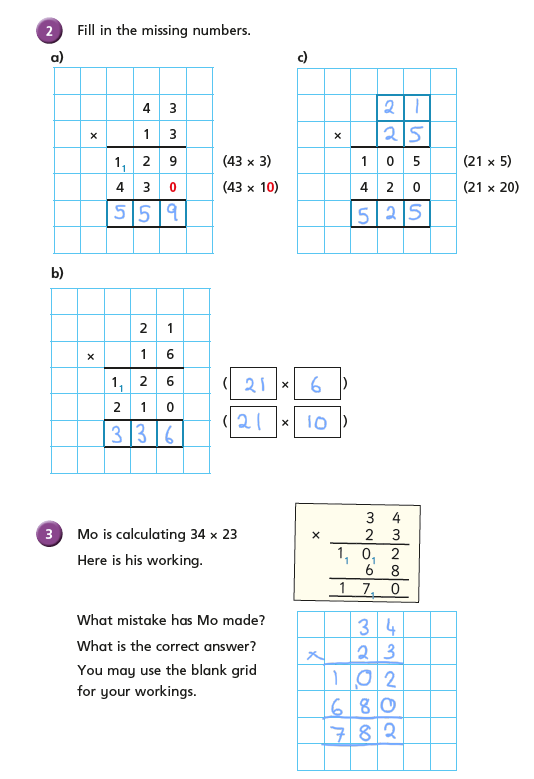 2 Fill in the missing numbers.
a)
4 3
× 1 3
1, 1 2 9 (43 × 3)
4 3 0 (43 × 10)
5 5 9
c)
2 1
× 2 5
1 0 5 (21 × 5)
4 2 0 (21 × 20)
5 2 5
b)
2 1
× 1 6
1, 1 2 6 ( 21 × 6 )
2 1 0 ( 21 × 10 )
3 3 6
3 Mo is calculating 34 × 23
Here is his working.
3 4
× 2 3
1, 1 0, 1 2
6 8
1 7, 1 0
What mistake has Mo made?
What is the correct answer?
You may use the blank grid
for your workings.
3 4
× 2 3
1 0 2
6 8 0
7 8 2